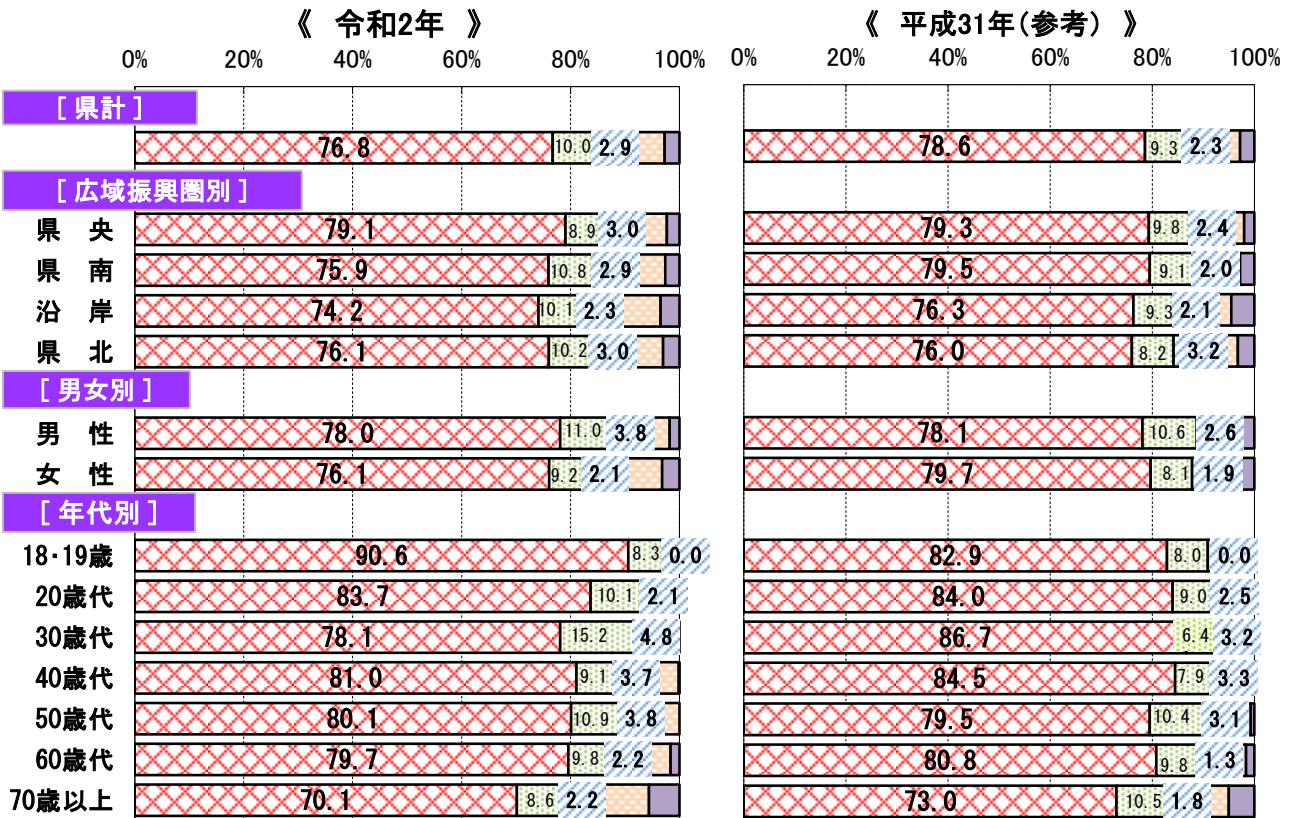 《 令和2年 》 《 平成31年(参考) 》
0% 20% 40% 60% 80% 100% 0% 20% 40% 60% 80% 100%
[ 県計 ]
76.8 10.0 2.9 78.6 9.3 2.3
[ 広域振興圏別 ]
県 央 79.1 8.9 3.0 79.3 9.8 2.4
県 南 75.9 10.8 2.9 79.5 9.1 2.0
沿 岸 74.2 10.1 2.3 76.3 9.3 2.1
県 北 76.1 10.2 3.0 76.0 8.2 3.2
[ 男女別 ]
男 性 78.0 11.0 3.8 78.1 10.6 2.6
女 性 76.1 9.2 2.1 79.7 8.1 1.9
[ 年代別 ]
18・19歳 90.6 8.3 0.0 82.9 8.0 0.0
20歳代 83.7 10.1 2.1 84.0 9.0 2.5
30歳代 78.1 15.2 4.8 86.7 6.4 3.2
40歳代 81.0 9.1 3.7 84.5 7.9 3.3
50歳代 80.1 10.9 3.8 79.5 10.4 3.1
60歳代 79.7 9.8 2.2 80.8 9.8 1.3
70歳以上 70.1 8.6 2.2 73.0 10.5 1.8